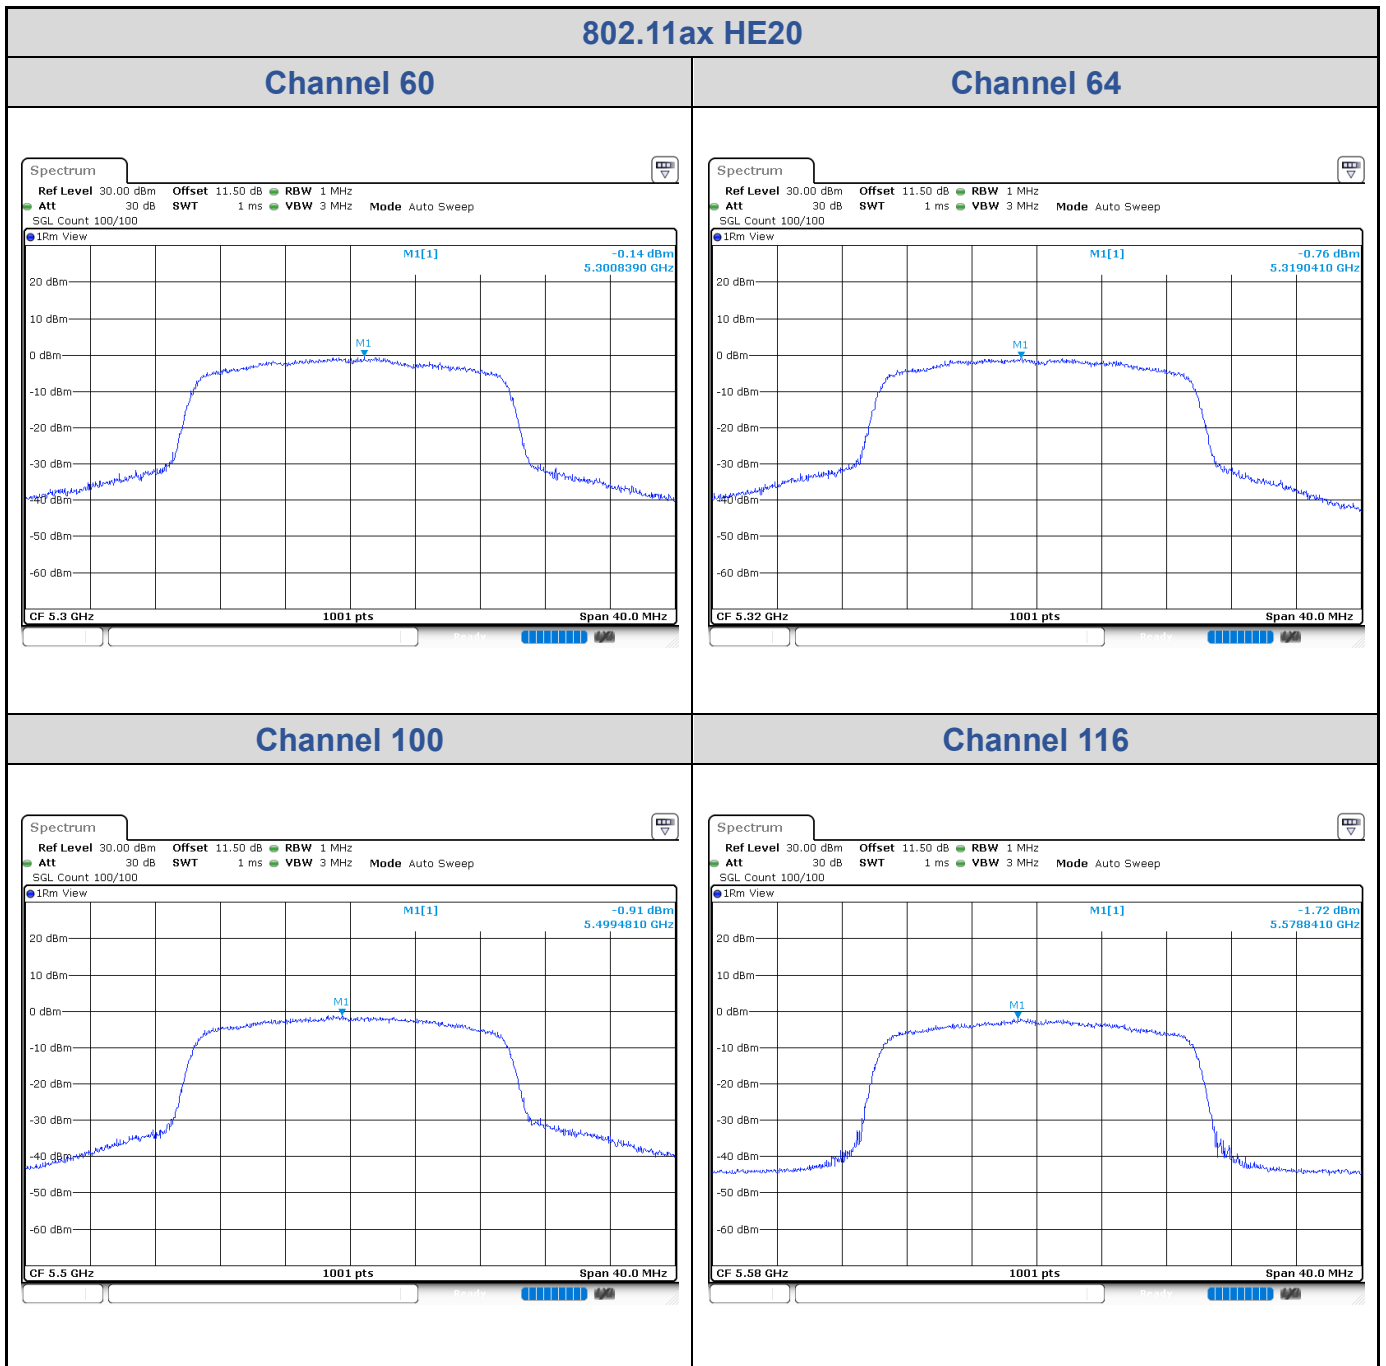 802.11ax HE20
Channel 60
Channel 64
Spectrum
Ref Level 30.00 dBm Offset 11.50 dB RBW 1 MHz
Att 30 dB SWT 1 ms VBW 3 MHz Mode Auto Sweep
SGL Count 100/100
1Rm View
M1[1] -0.14 dBm
5.3008390 GHz
20 dBm
10 dBm
M1
0 dBm
-10 dBm
-20 dBm
-30 dBm
-40 dBm
-50 dBm
-60 dBm
CF 5.3 GHz 1001 pts Span 40.0 MHz
Ready
Spectrum
Ref Level 30.00 dBm Offset 11.50 dB RBW 1 MHz
Att 30 dB SWT 1 ms VBW 3 MHz Mode Auto Sweep
SGL Count 100/100
1Rm View
M1[1] -0.76 dBm
5.3190410 GHz
20 dBm
10 dBm
M1
0 dBm
-10 dBm
-20 dBm
-30 dBm
-40 dBm
-50 dBm
-60 dBm
CF 5.32 GHz 1001 pts Span 40.0 MHz
Ready
Channel 100
Channel 116
Spectrum
Ref Level 30.00 dBm Offset 11.50 dB RBW 1 MHz
Att 30 dB SWT 1 ms VBW 3 MHz Mode Auto Sweep
SGL Count 100/100
1Rm View
M1[1] -0.91 dBm
5.4994810 GHz
20 dBm
10 dBm
M1
0 dBm
-10 dBm
-20 dBm
-30 dBm
-40 dBm
-50 dBm
-60 dBm
CF 5.5 GHz 1001 pts Span 40.0 MHz
Ready
Spectrum
Ref Level 30.00 dBm Offset 11.50 dB RBW 1 MHz
Att 30 dB SWT 1 ms VBW 3 MHz Mode Auto Sweep
SGL Count 100/100
1Rm View
M1[1] -1.72 dBm
5.5788410 GHz
20 dBm
10 dBm
M1
0 dBm
-10 dBm
-20 dBm
-30 dBm
-40 dBm
-50 dBm
-60 dBm
CF 5.58 GHz 1001 pts Span 40.0 MHz
Ready